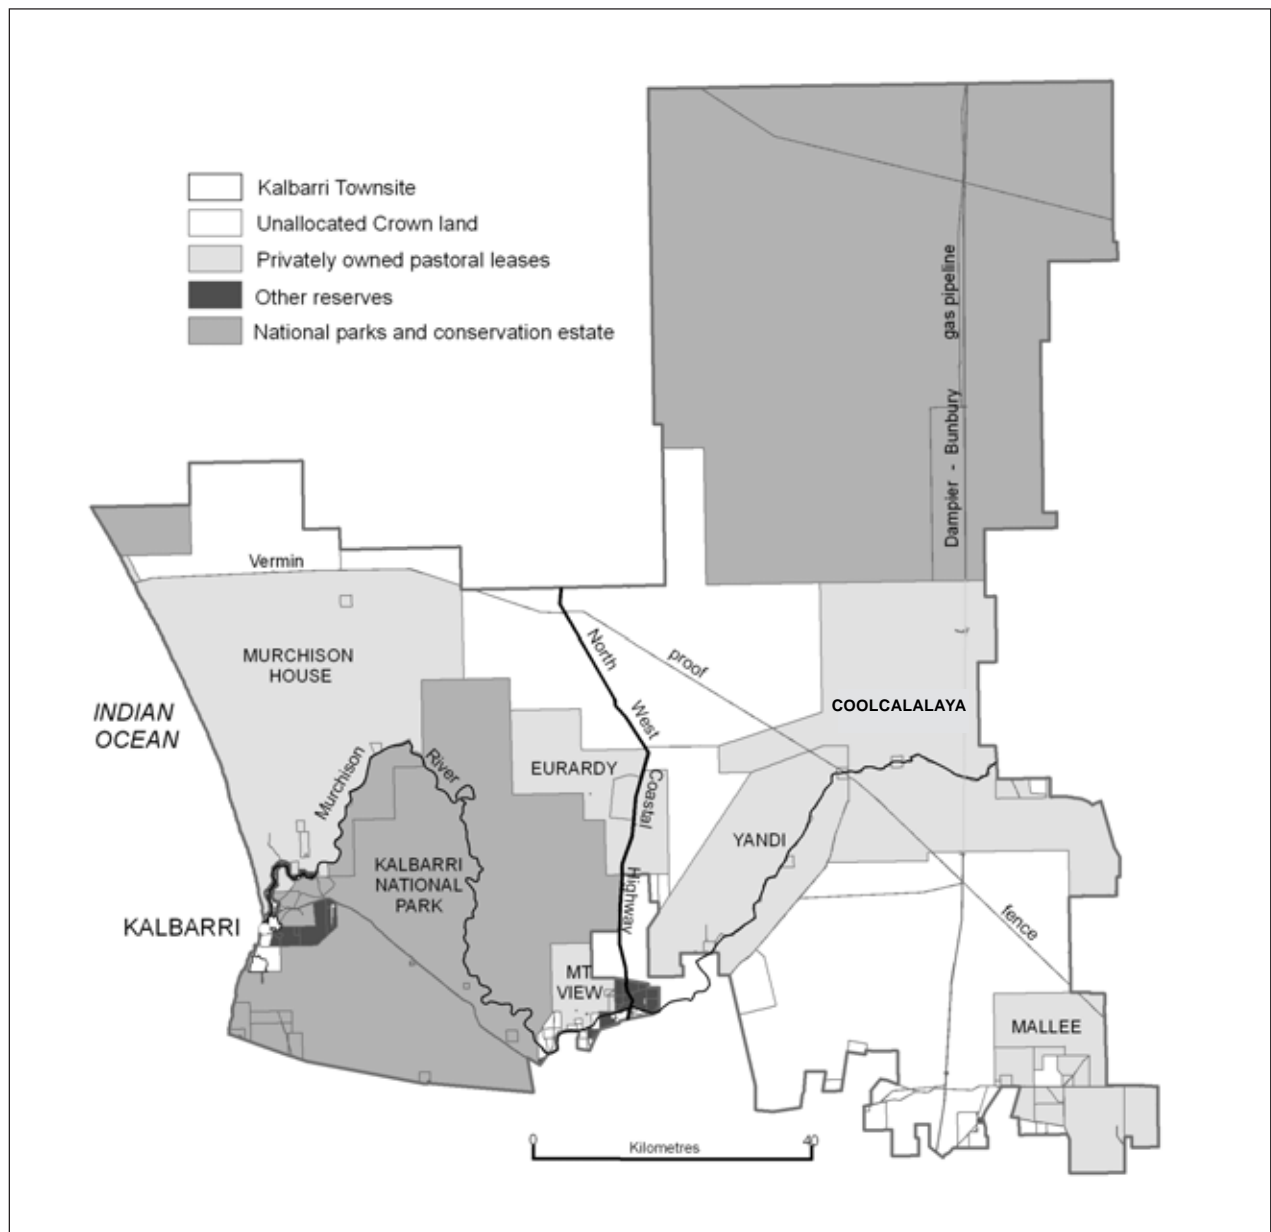 Kalbarri Townsite
Unallocated Crown land
Privately owned pastoral leases
Other reserves
National parks and conservation estate
Dampier - Bunbury gas pipeline
Vermin
proof
fence
MURCHISON
HOUSE
INDIAN
OCEAN
Murchison
River
North
West
Coastal
Highway
COOLCALALAYA
EURARDY
YANDI
KALBARRI
NATIONAL
PARK
KALBARRI
MT
VIEW
MALLEE
0
Kilometres
40